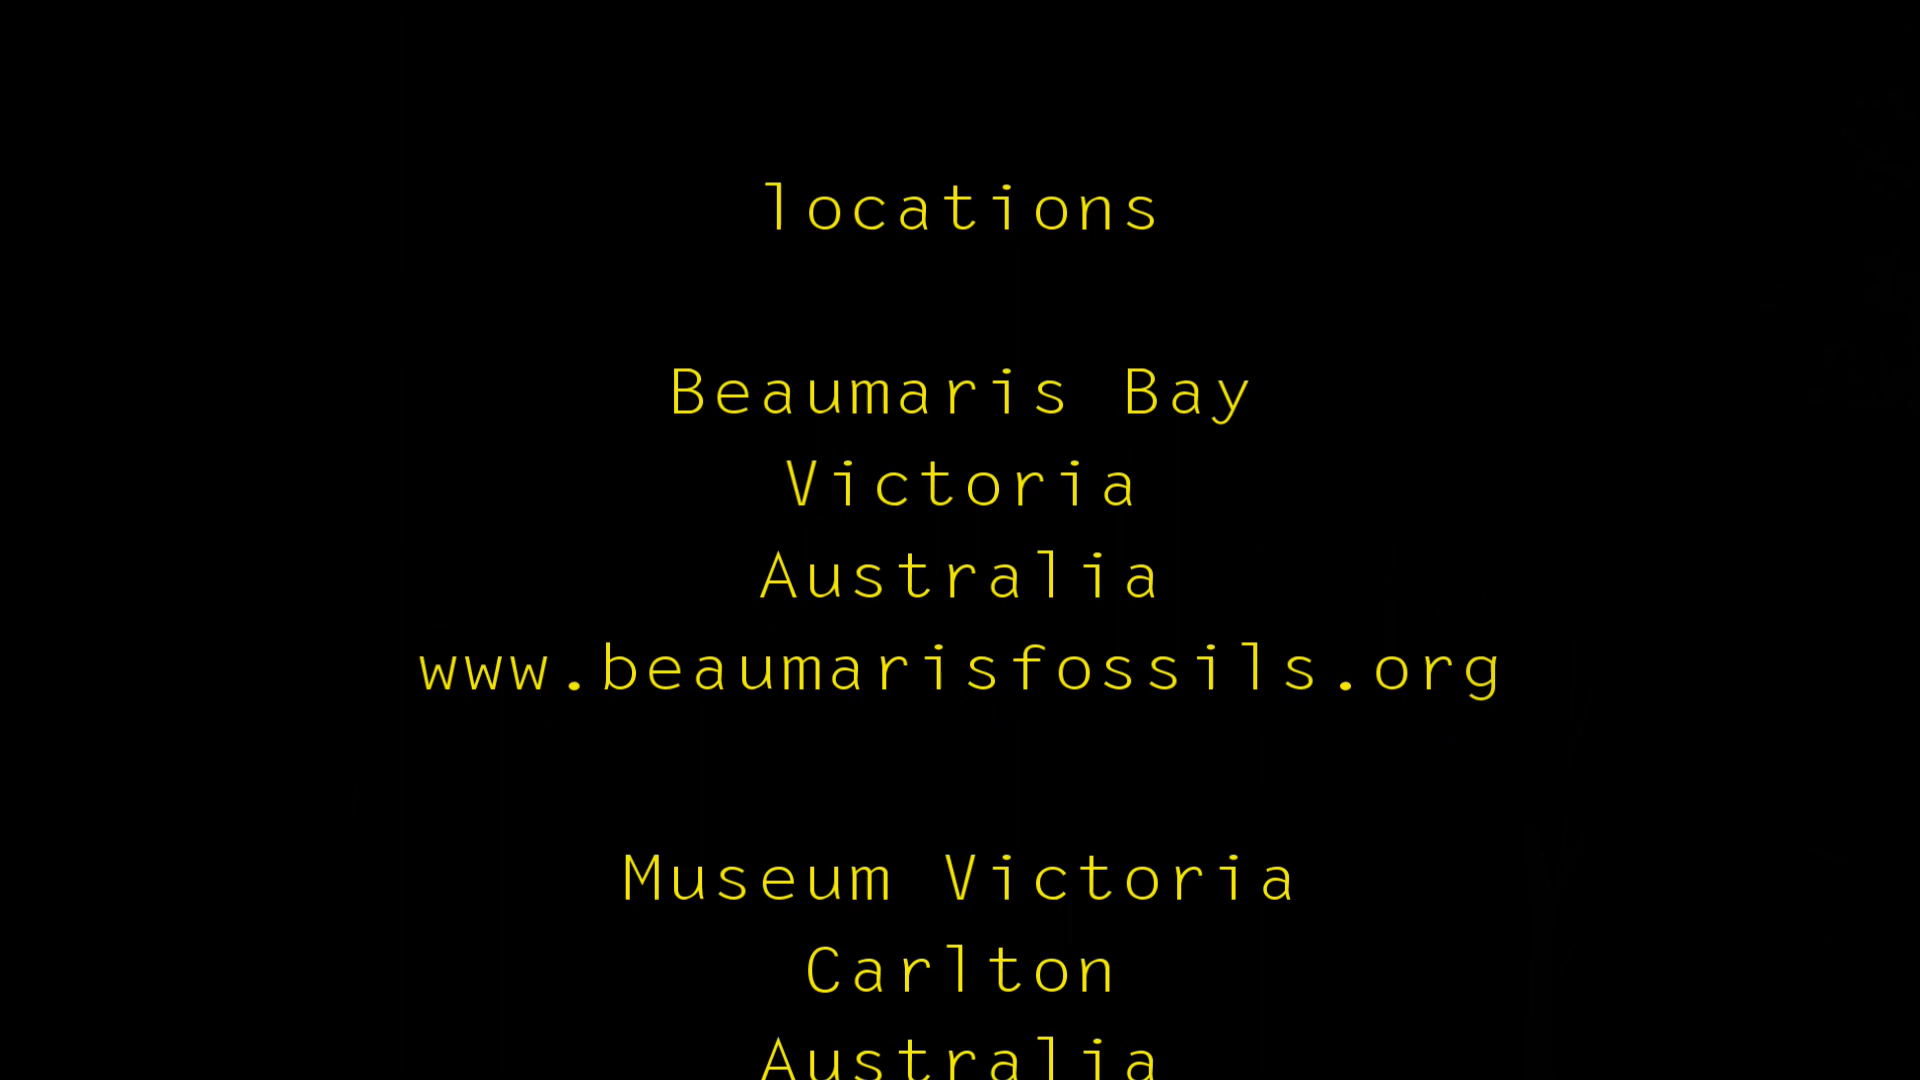 locations
Beaumaris Bay
Victoria
Australia
www.beaumarisfossils.org
Museum Victoria
Carlton
Australia